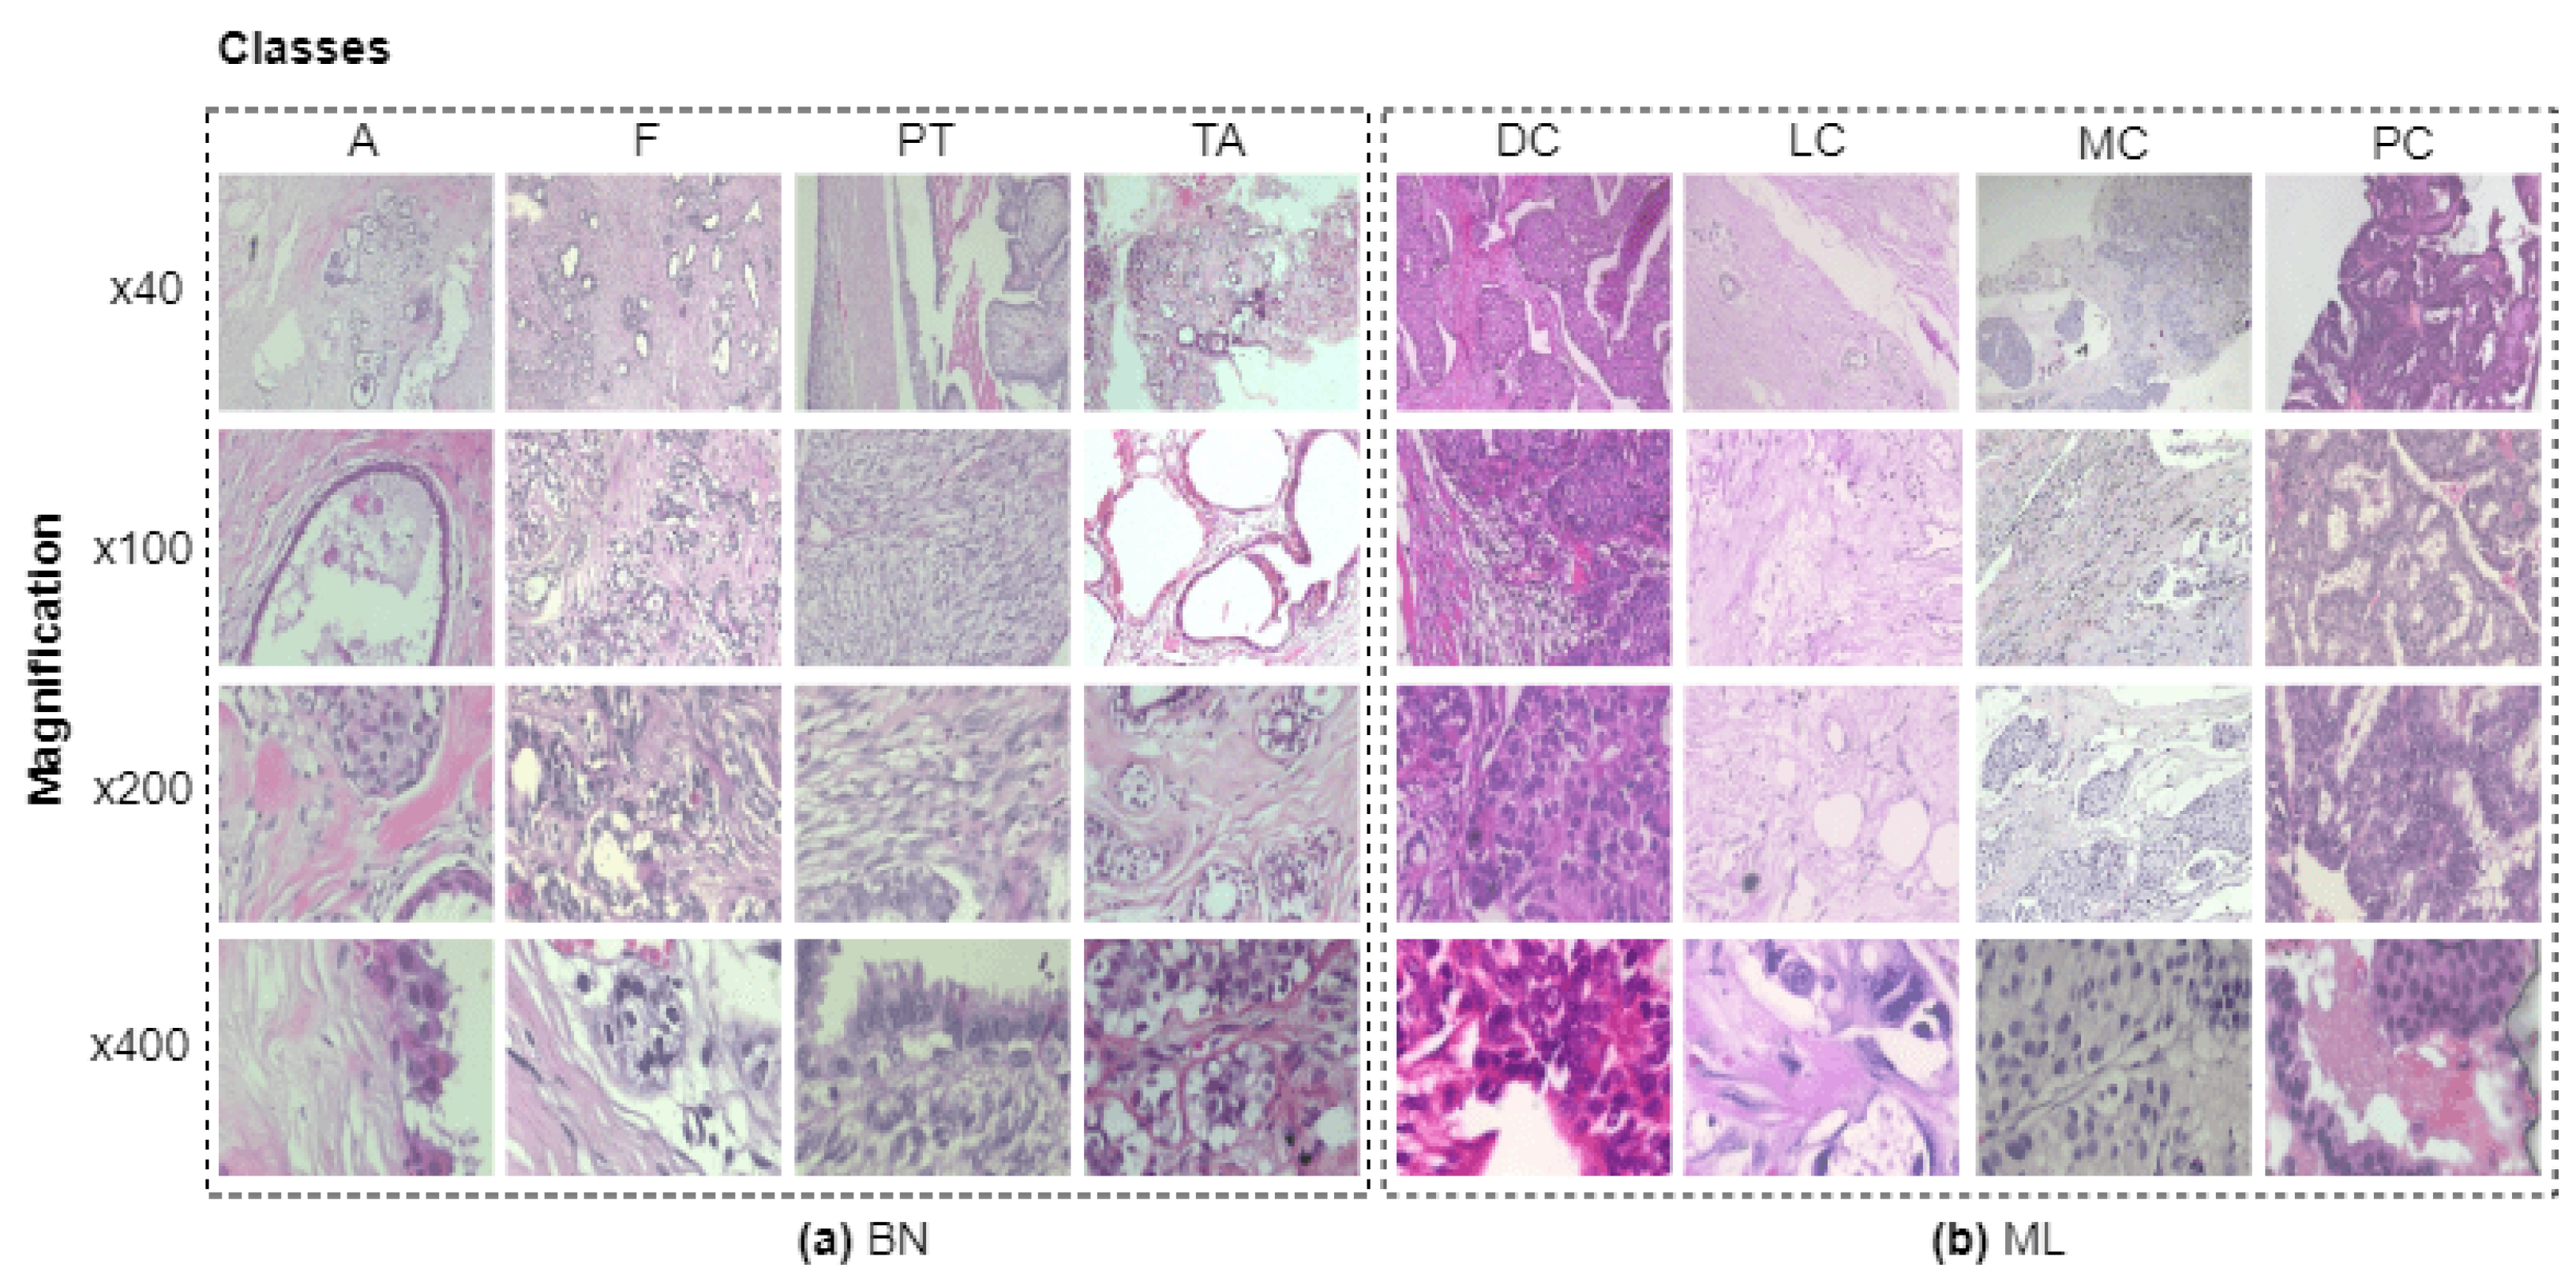 Classes
A F PT TA DC LC MC PC
x40
x100
x200
x400
Magnification
(a) BN
(b) ML